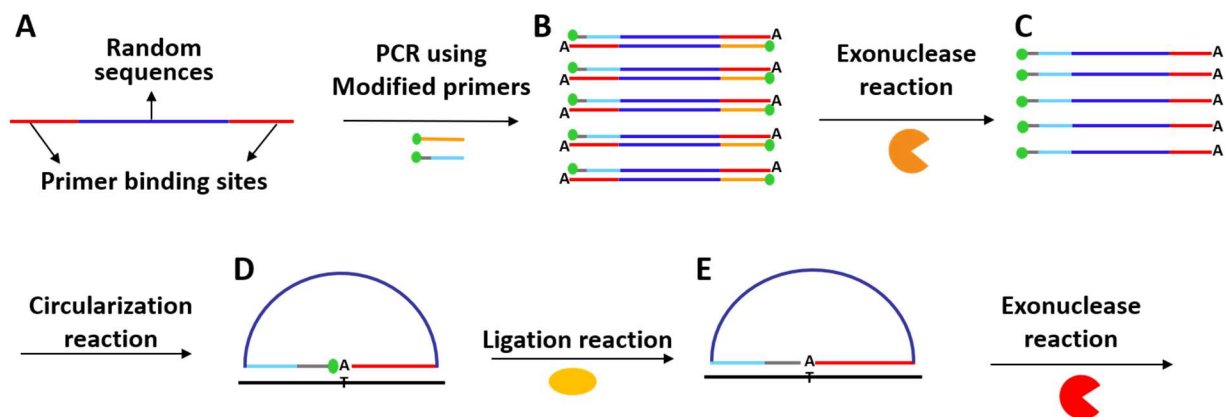 A
Random
sequences
Primer binding sites
PCR using
Modified primers
B
A
A
A
A
A
A
A
A
A
A
Exonuclease
reaction
C
A
A
A
A
A
Circularization
reaction
D
A
T
Ligation reaction
E
A
T
Exonuclease
reaction